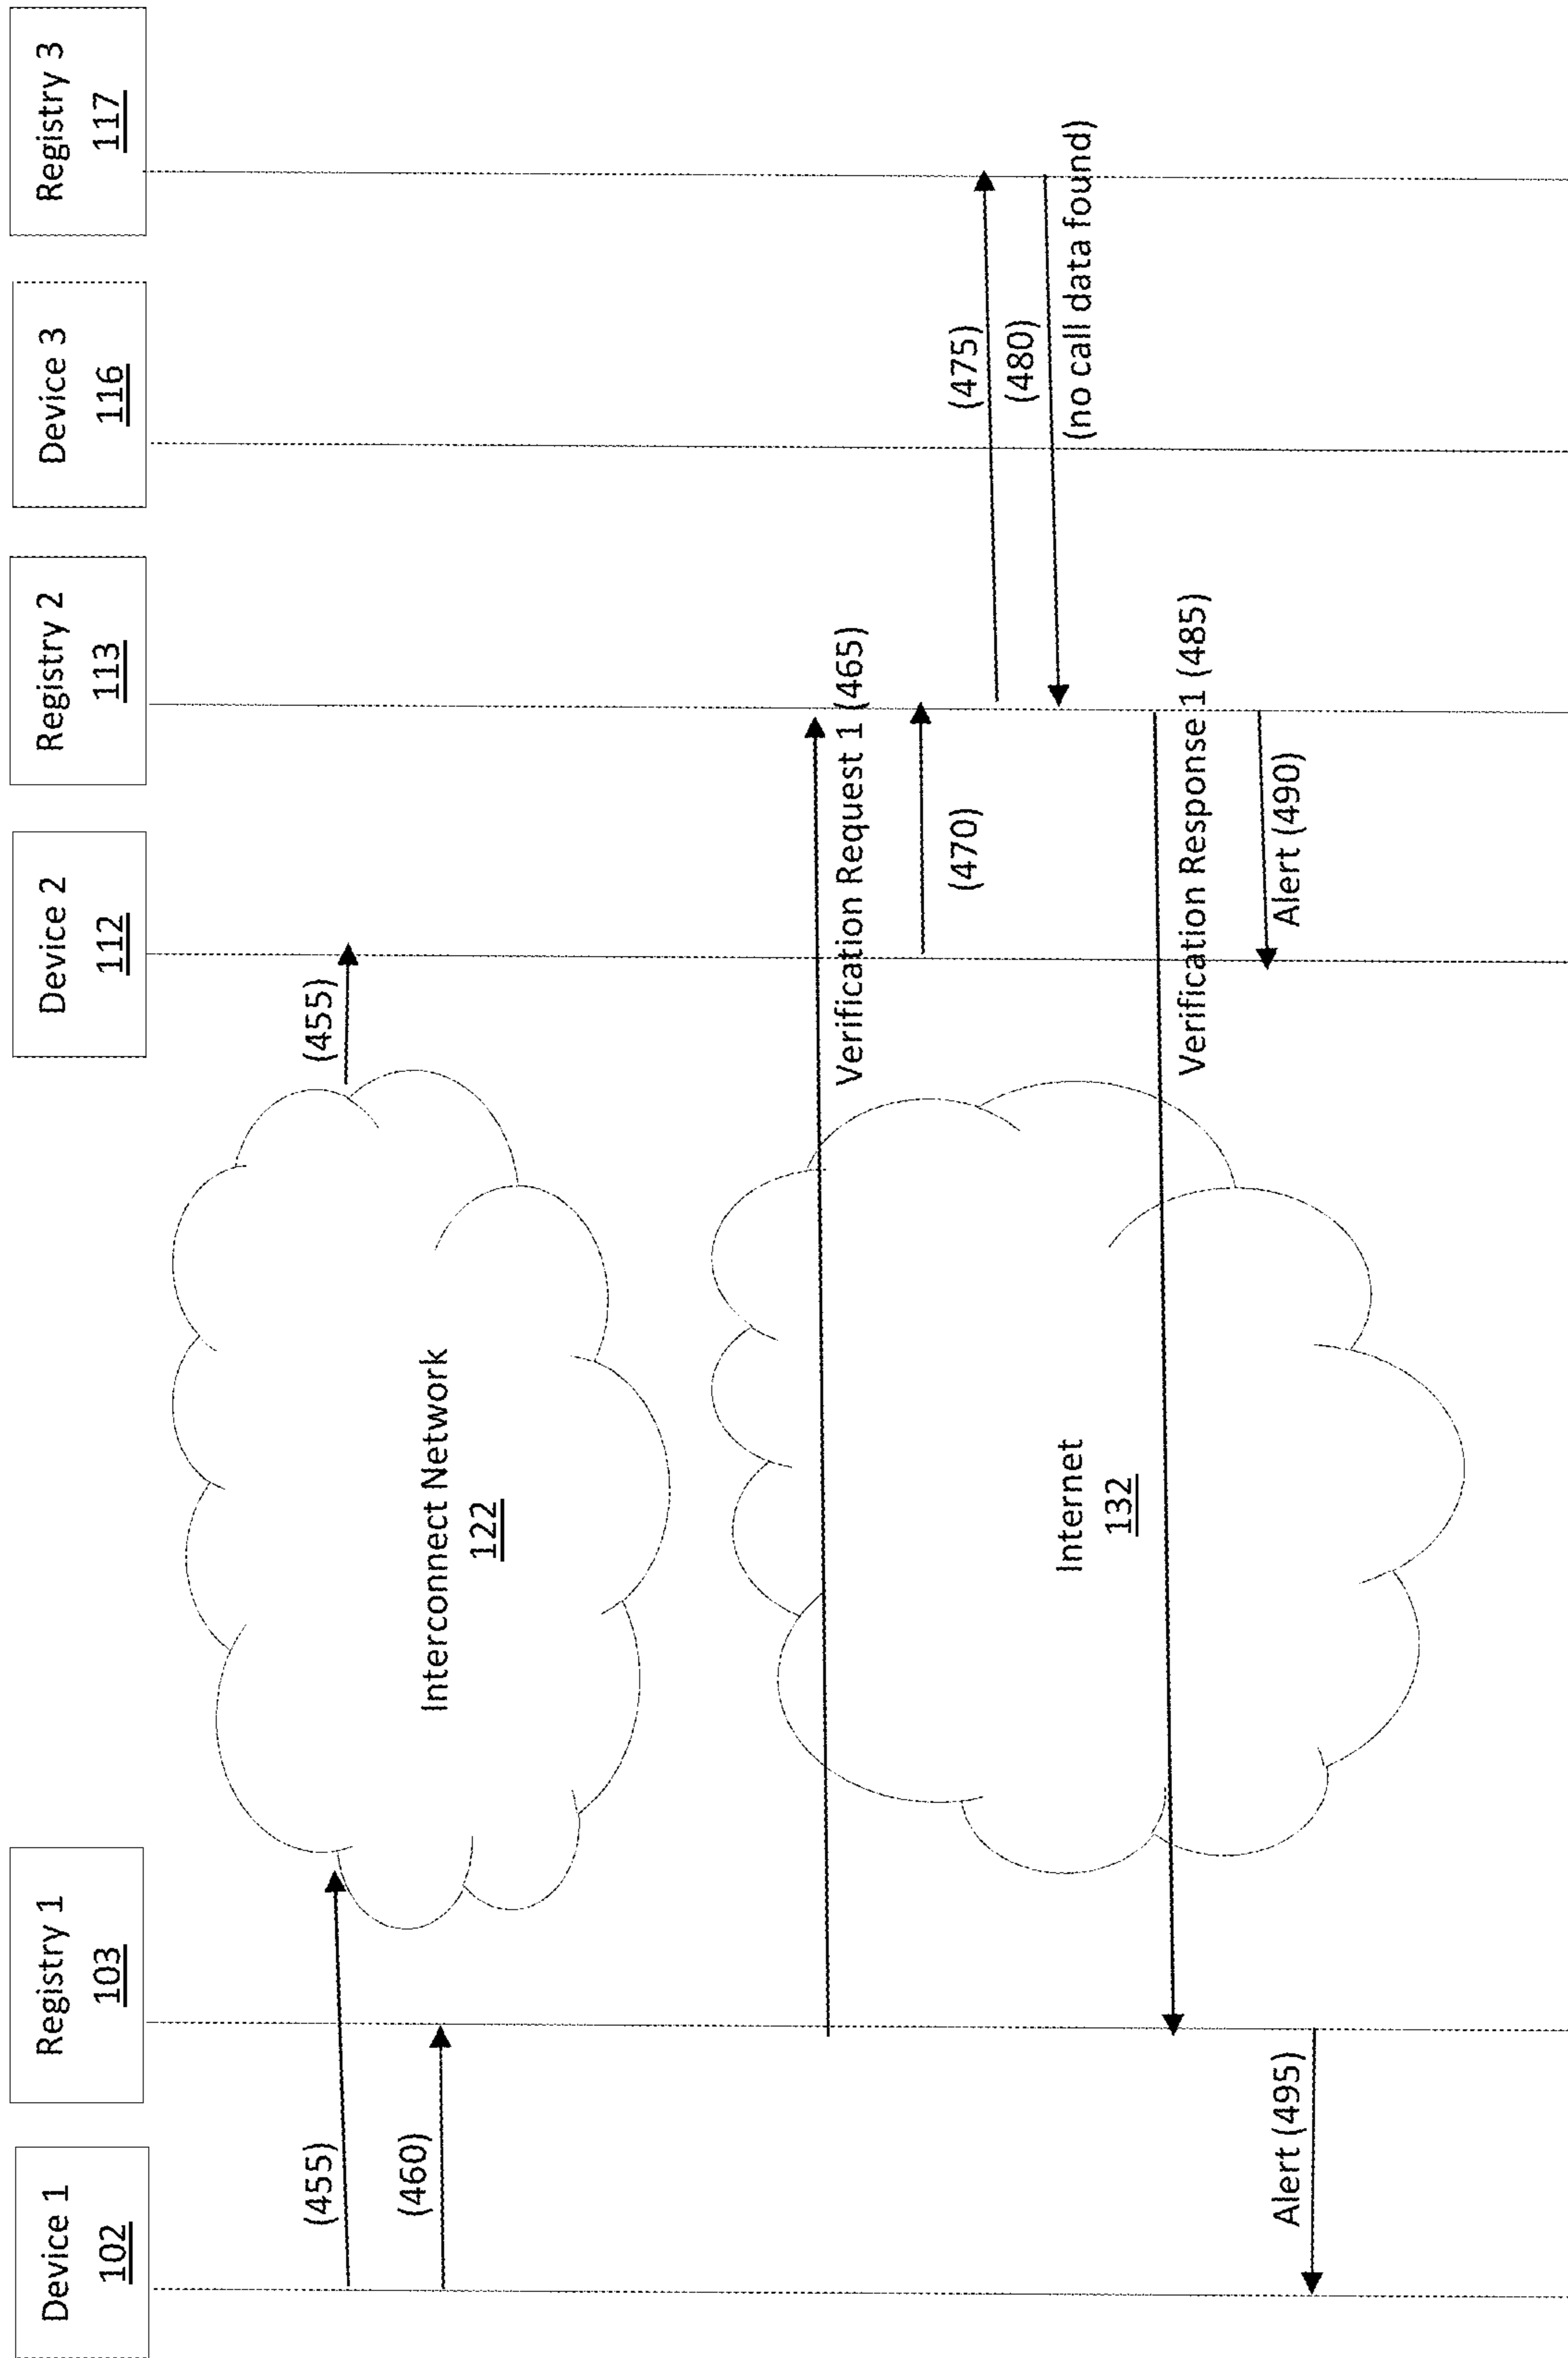 Device 1
102
Registry 1
103
Device 2
112
Registry 2
113
Device 3
116
Registry 3
117
(455)
(455)
(460)
Interconnect Network
122
Verification Request 1 (465)
(470)
(475)
(480)
(no call data found)
Internet
132
Verification Response 1 (485)
Alert (490)
Alert (495)